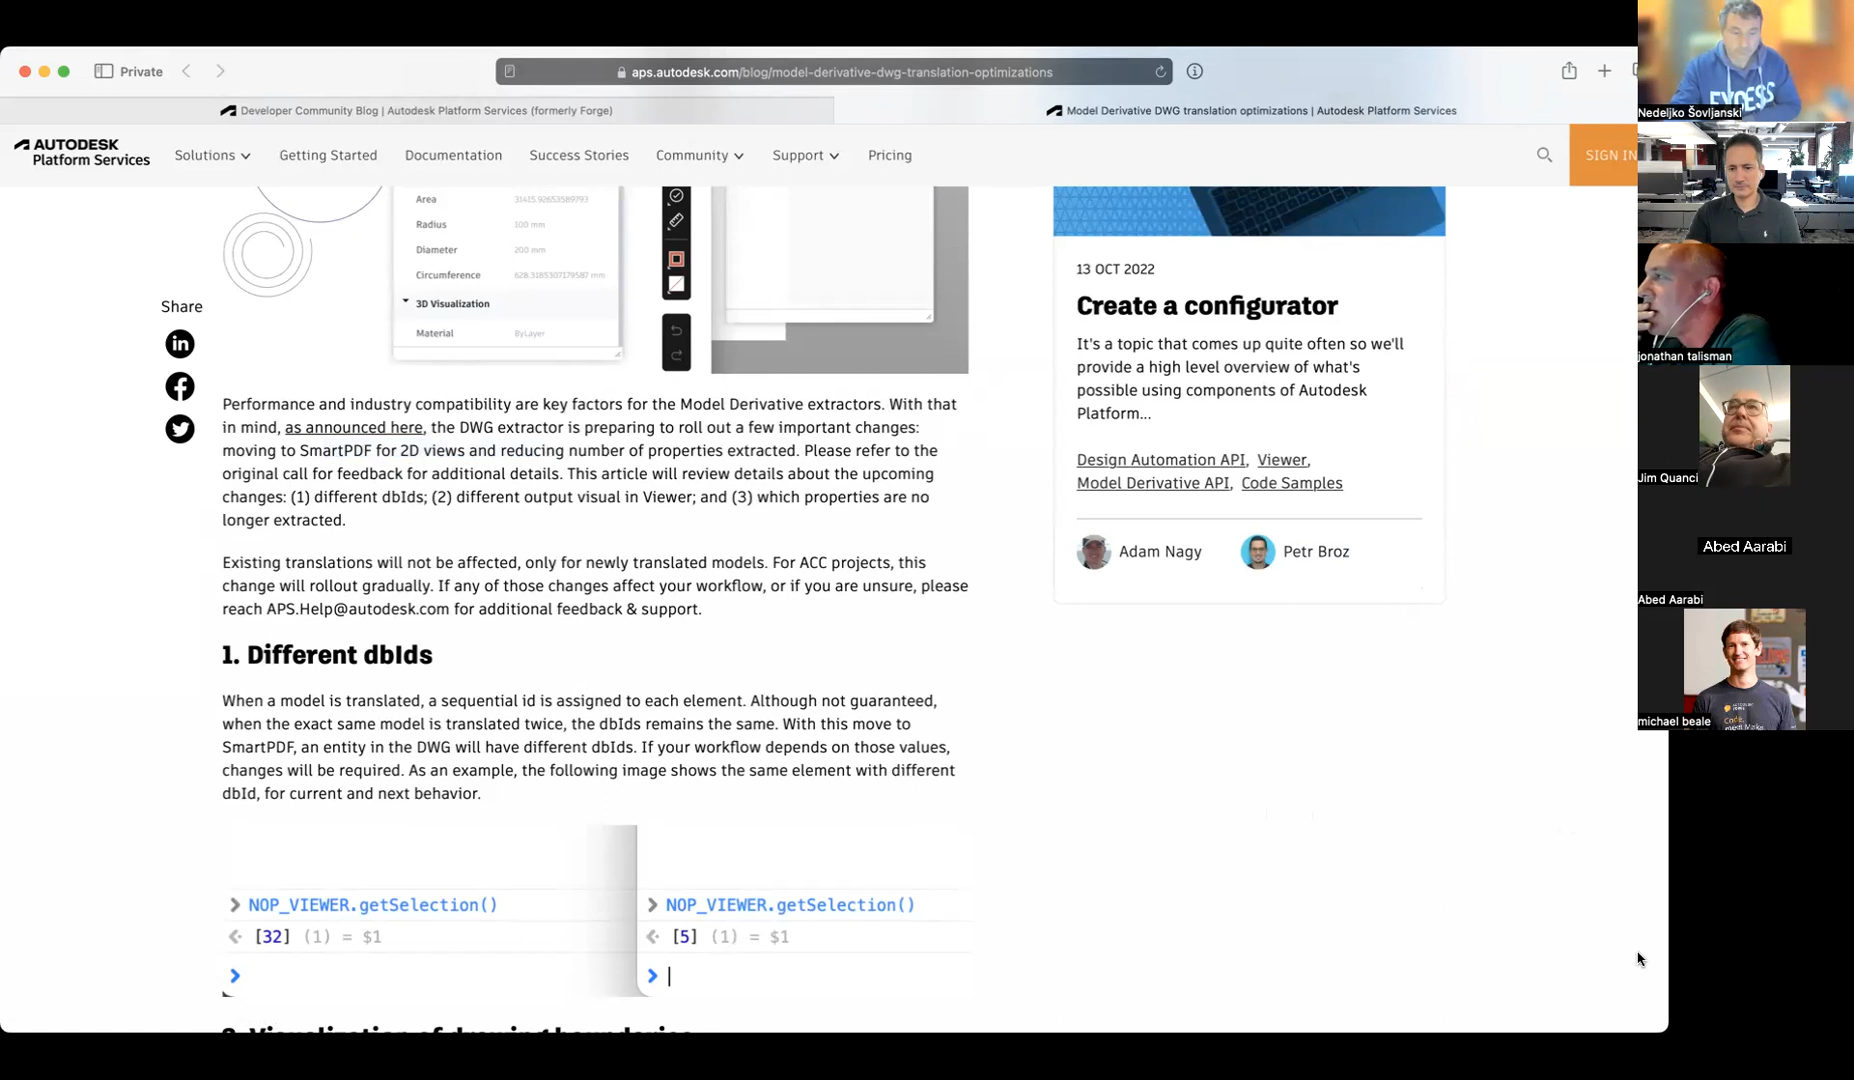 Private
aps.autodesk.com/blog/model-derivative-dwg-translation-optimizations
Developer Community Blog | Autodesk Platform Services (formerly Forge)
Model Derivative DWG translation optimizations | Autodesk Platform Services
AUTODESK
Platform Services
Solutions
Getting Started
Documentation
Success Stories
Community
Support
Pricing
SIGN IN
Area 31415.92653589793
Radius 100 mm
Diameter 200 mm
Circumference 628.3185307179587 mm
3D Visualization
Material ByLayer
Share
Performance and industry compatibility are key factors for the Model Derivative extractors. With that
in mind, as announced here, the DWG extractor is preparing to roll out a few important changes:
moving to SmartPDF for 2D views and reducing number of properties extracted. Please refer to the
original call for feedback for additional details. This article will review details about the upcoming
changes: (1) different dbIds; (2) different output visual in Viewer; and (3) which properties are no
longer extracted.
Existing translations will not be affected, only for newly translated models. For ACC projects, this
change will rollout gradually. If any of those changes affect your workflow, or if you are unsure, please
reach APS.Help@autodesk.com for additional feedback & support.
1. Different dbIds
When a model is translated, a sequential id is assigned to each element. Although not guaranteed,
when the exact same model is translated twice, the dbIds remains the same. With this move to
SmartPDF, an entity in the DWG will have different dbIds. If your workflow depends on those values,
changes will be required. As an example, the following image shows the same element with different
dbId, for current and next behavior.
NOP_VIEWER.getSelection()
[32] (1) = $1
NOP_VIEWER.getSelection()
[5] (1) = $1
2. Visualization of drawing boundaries
13 OCT 2022
Create a configurator
It's a topic that comes up quite often so we'll
provide a high level overview of what's
possible using components of Autodesk
Platform...
Design Automation API, Viewer,
Model Derivative API, Code Samples
Adam Nagy
Petr Broz
Nedeljko Šovljanski
jonathan talisman
Jim Quanci
Abed Aarabi
Abed Aarabi
michael beale